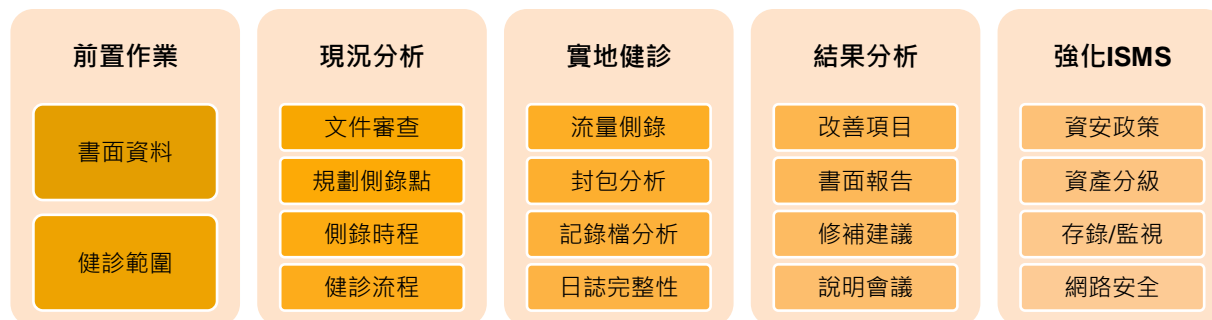 前置作業
書面資料
健診範圍
現況分析
文件審查
規劃側錄點
側錄時程
健診流程
實地健診
流量側錄
封包分析
記錄檔分析
日誌完整性
結果分析
改善項目
書面報告
修補建議
說明會議
強化ISMS
資安政策
資產分級
存錄/監視
網路安全